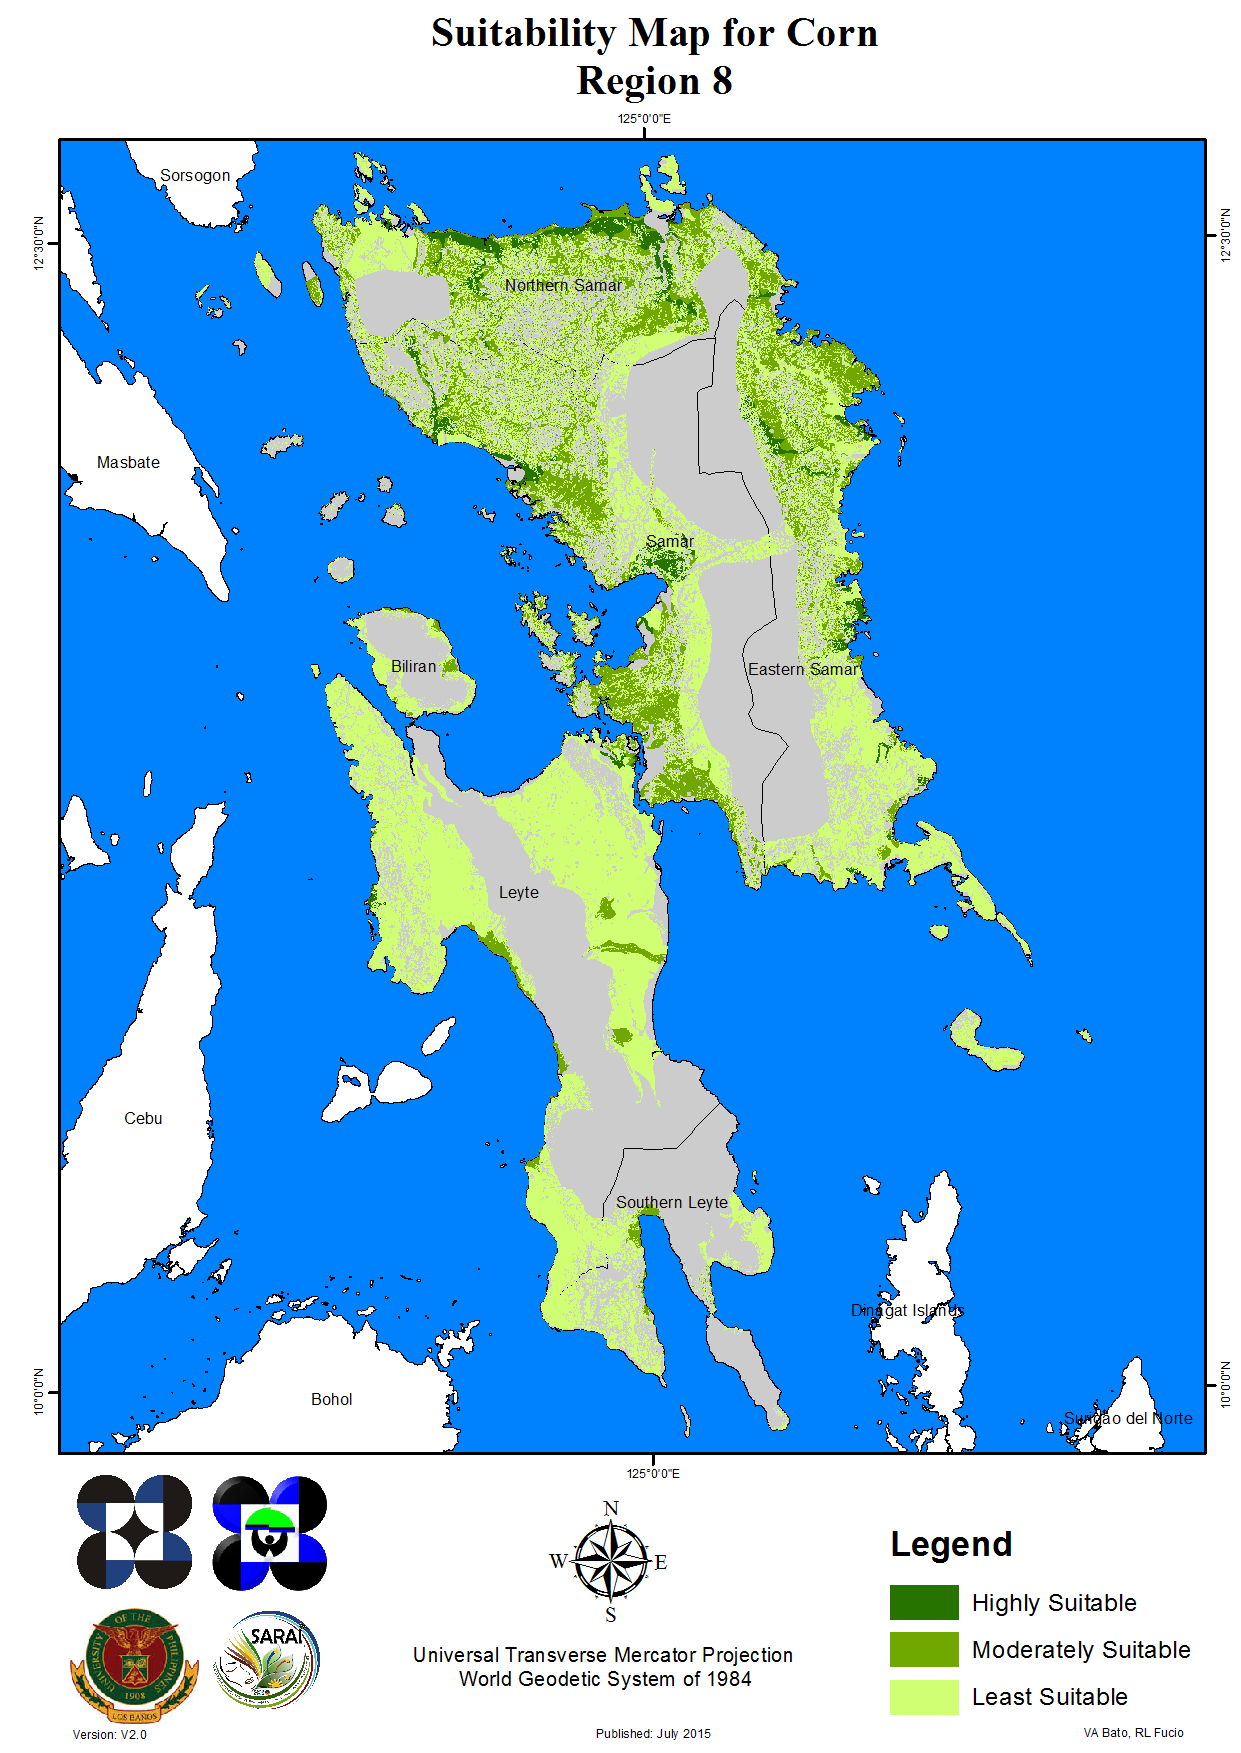 Suitability Map for Corn
Region 8
125°0'0"E
12°30'0"N
12°30'0"N
Sorsogon
Northern Samar
Masbate
Samar
Biliran
Eastern Samar
Leyte
Cebu
Southern Leyte
Dinagat Islands
Bohol
Surigao del Norte
10°0'0"N
10°0'0"N
125°0'0"E
N
W E
S
Legend
Highly Suitable
Moderately Suitable
Least Suitable
UNIVERSITY OF THE PHILIPPINES
1908
LOS BAÑOS
SARAI
Universal Transverse Mercator Projection
World Geodetic System of 1984
Version: V2.0
Published: July 2015
VA Bato, RL Fucio